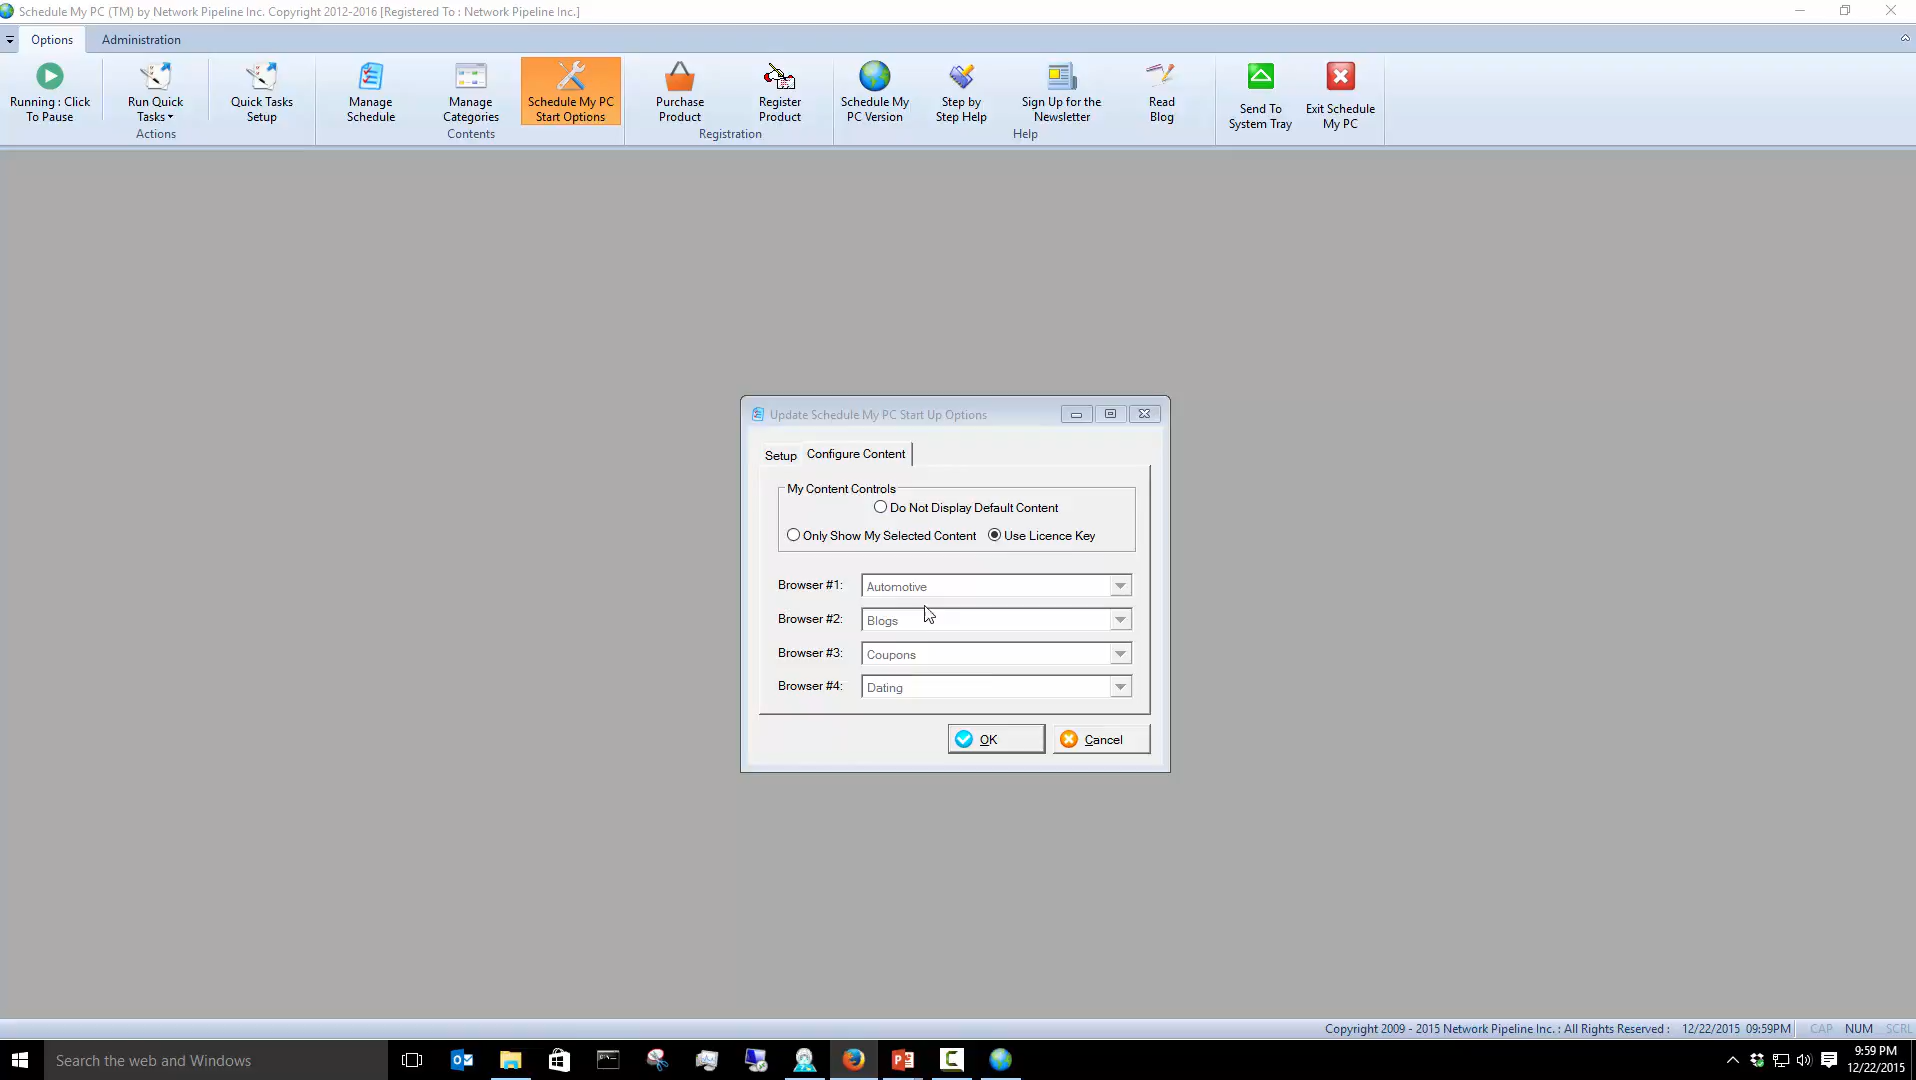 Schedule My PC (TM) by Network Pipeline Inc. Copyright 2012-2016 [Registered To : Network Pipeline Inc.]
Options
Administration
Running : Click
To Pause
Run Quick
Tasks
Quick Tasks
Setup
Manage
Schedule
Manage
Categories
Schedule My PC
Start Options
Purchase
Product
Register
Product
Schedule My
PC Version
Step by
Step Help
Sign Up for the
Newsletter
Read
Blog
Send To
System Tray
Exit Schedule
My PC
Actions
Contents
Registration
Help
Update Schedule My PC Start Up Options
Setup
Configure Content
My Content Controls
Do Not Display Default Content
Only Show My Selected Content
Use Licence Key
Browser #1:
Automotive
Browser #2:
Blogs
Browser #3:
Coupons
Browser #4:
Dating
OK
Cancel
Copyright 2009 - 2015 Network Pipeline Inc. : All Rights Reserved :
12/22/2015 09:59PM
CAP
NUM
SCRL
Search the web and Windows
9:59 PM
12/22/2015